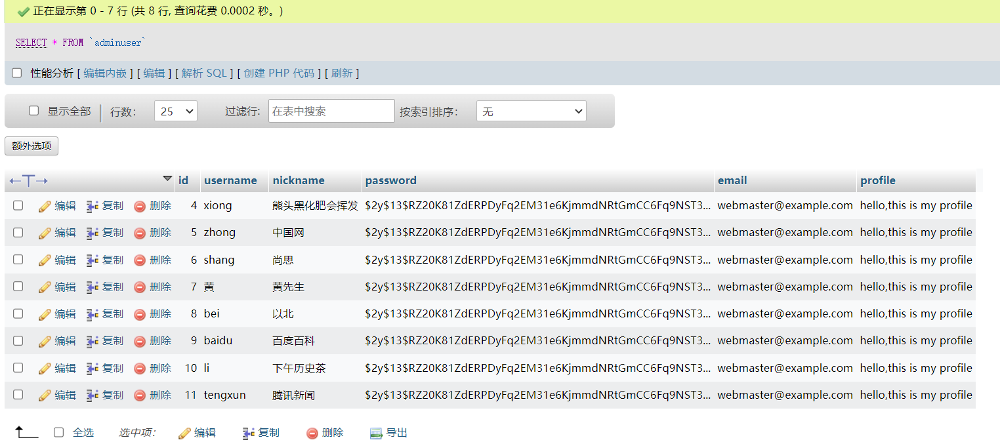 正在显示第 0 - 7 行 (共 8 行, 查询花费 0.0002 秒。)
SELECT * FROM `adminuser`
性能分析 [ 编辑内嵌 ] [ 编辑 ] [ 解析 SQL ] [ 创建 PHP 代码 ] [ 刷新 ]
显示全部 行数： 25 过滤行: 在表中搜索 按索引排序： 无
额外选项
←T→ id username nickname password email profile
编辑 复制 删除 4 xiong 熊头黑化肥会挥发 $2y$13$RZ20K81ZdERPDyFq2EM31e6KjmmdNRtGmCC6Fq9NST3... webmaster@example.com hello,this is my profile
编辑 复制 删除 5 zhong 中国网 $2y$13$RZ20K81ZdERPDyFq2EM31e6KjmmdNRtGmCC6Fq9NST3... webmaster@example.com hello,this is my profile
编辑 复制 删除 6 shang 尚思 $2y$13$RZ20K81ZdERPDyFq2EM31e6KjmmdNRtGmCC6Fq9NST3... webmaster@example.com hello,this is my profile
编辑 复制 删除 7 黄 黄先生 $2y$13$RZ20K81ZdERPDyFq2EM31e6KjmmdNRtGmCC6Fq9NST3... webmaster@example.com hello,this is my profile
编辑 复制 删除 8 bei 以北 $2y$13$RZ20K81ZdERPDyFq2EM31e6KjmmdNRtGmCC6Fq9NST3... webmaster@example.com hello,this is my profile
编辑 复制 删除 9 baidu 百度百科 $2y$13$RZ20K81ZdERPDyFq2EM31e6KjmmdNRtGmCC6Fq9NST3... webmaster@example.com hello,this is my profile
编辑 复制 删除 10 li 下午历史茶 $2y$13$RZ20K81ZdERPDyFq2EM31e6KjmmdNRtGmCC6Fq9NST3... webmaster@example.com hello,this is my profile
编辑 复制 删除 11 tengxun 腾讯新闻 $2y$13$RZ20K81ZdERPDyFq2EM31e6KjmmdNRtGmCC6Fq9NST3... webmaster@example.com hello,this is my profile
全选 选中项： 编辑 复制 删除 导出